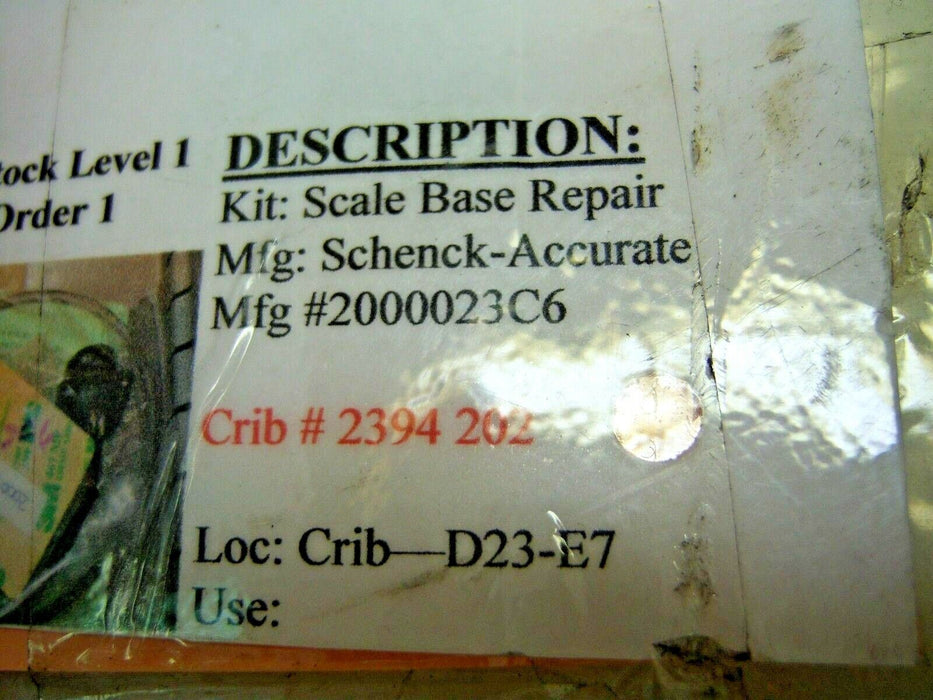 tock Level 1
Order 1
DESCRIPTION:
Kit: Scale Base Repair
Mfg: Schenck-Accurate
Mfg #2000023C6
Crib # 2394 202
Loc: Crib—D23-E7
Use: